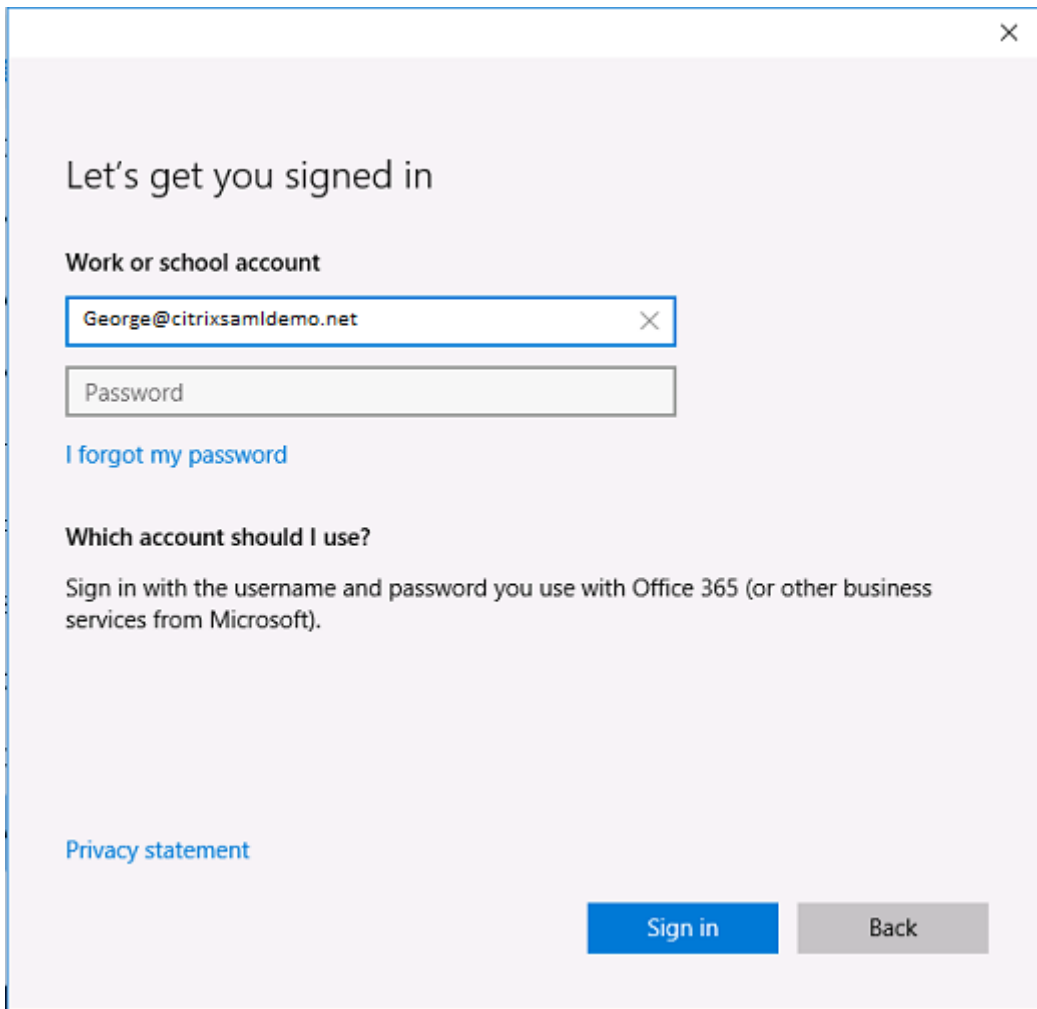 Let's get you signed in
Work or school account
George@citrixsamldemo.net
Password
I forgot my password
Which account should I use?
Sign in with the username and password you use with Office 365 (or other business
services from Microsoft).
Privacy statement
Sign in
Back